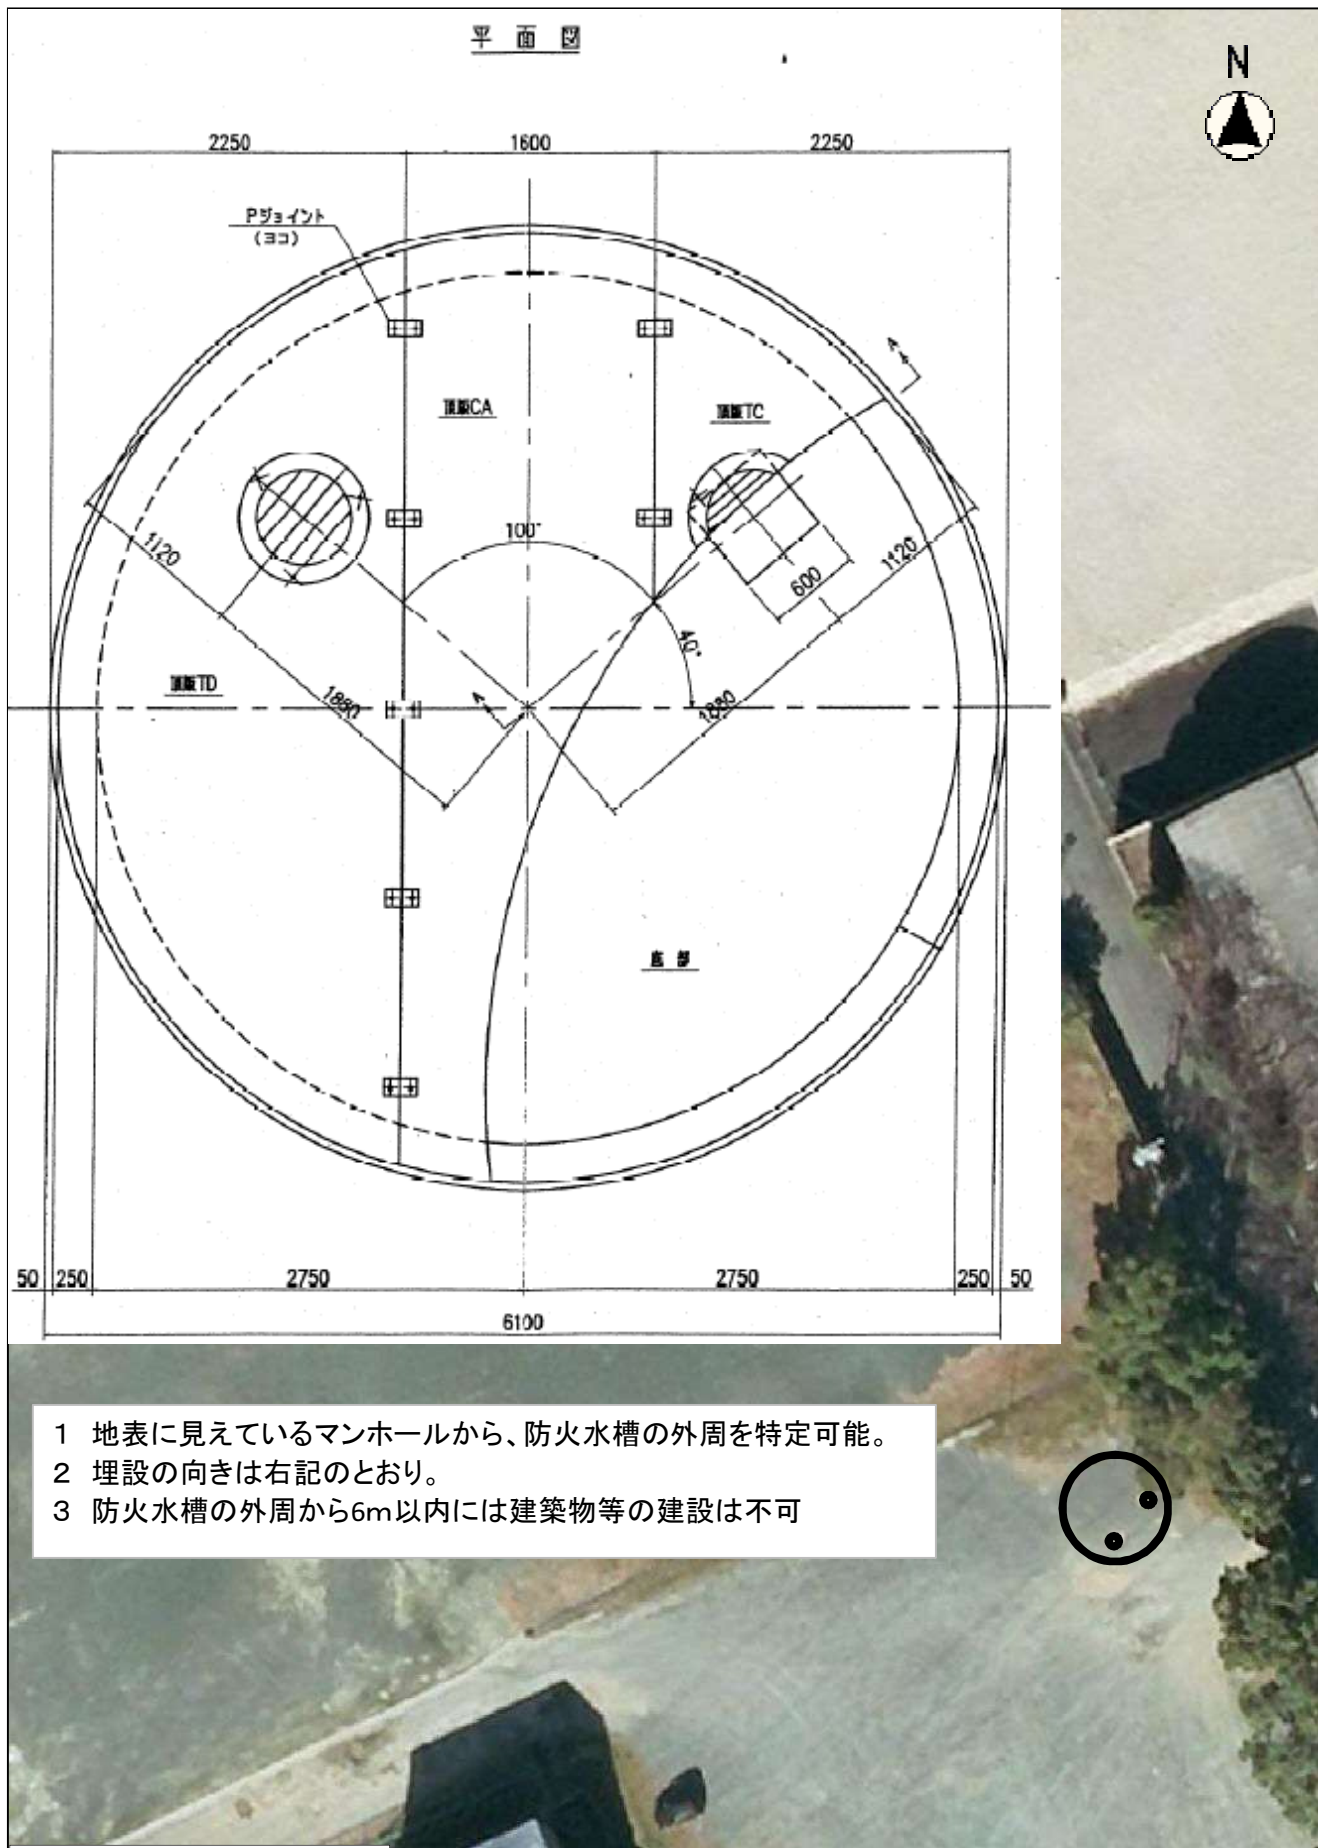 平 面 図
N
2250 1600 2250
Pジョイント
(ヨコ)
A
頂版CA
頂版TC
100°
1120
1120
600
40°
頂版TD
1880
A
1880
底 部
50 250 2750 2750 250 50
6100
1 地表に見えているマンホールから、防火水槽の外周を特定可能。
2 埋設の向きは右記のとおり。
3 防火水槽の外周から6m以内には建築物等の建設は不可